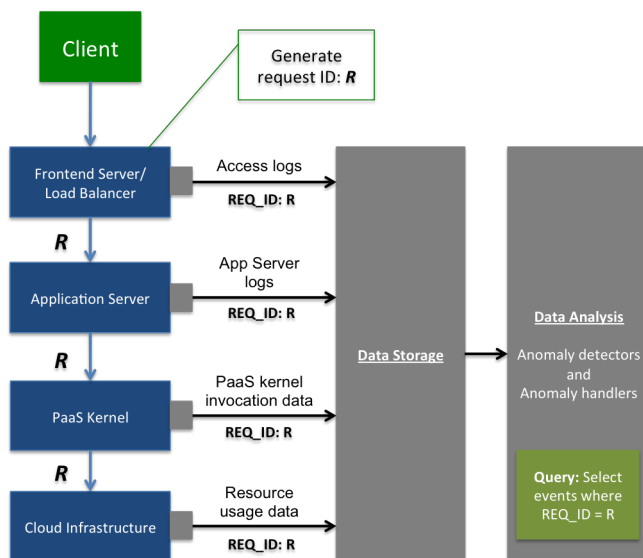 Client
Generate
request ID: R
Frontend Server/
Load Balancer
Access logs
REQ_ID: R
R
Application Server
App Server
logs
REQ_ID: R
R
PaaS Kernel
PaaS kernel
invocation data
REQ_ID: R
R
Cloud Infrastructure
Resource
usage data
REQ_ID: R
Data Storage
Data Analysis
Anomaly detectors
and
Anomaly handlers
Query: Select
events where
REQ_ID = R